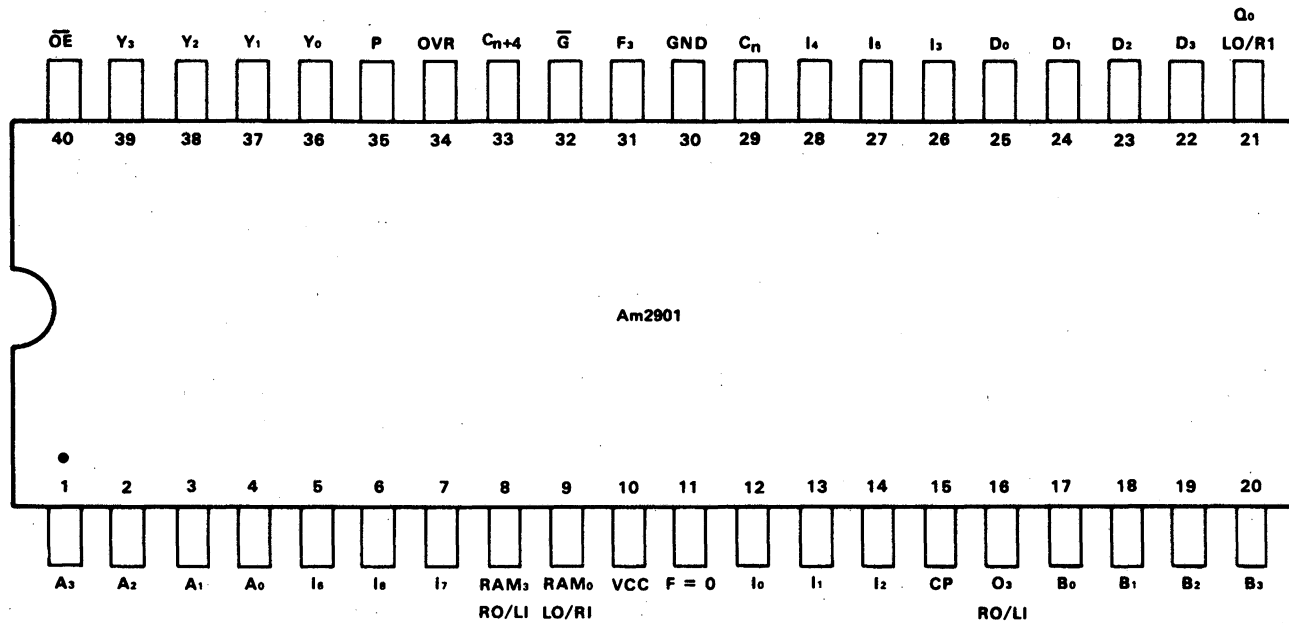 Q₀
O̅E̅ Y₃ Y₂ Y₁ Y₀ P OVR Cₙ₊₄ G̅ F₃ GND Cₙ I₄ I₅ I₃ D₀ D₁ D₂ D₃ LO/R1
40 39 38 37 36 35 34 33 32 31 30 29 28 27 26 25 24 23 22 21
Am2901
1 2 3 4 5 6 7 8 9 10 11 12 13 14 15 16 17 18 19 20
A₃ A₂ A₁ A₀ I₆ I₈ I₇ RAM₃ RAM₀ VCC F = 0 I₀ I₁ I₂ CP O₃ B₀ B₁ B₂ B₃
RO/LI LO/RI RO/LI